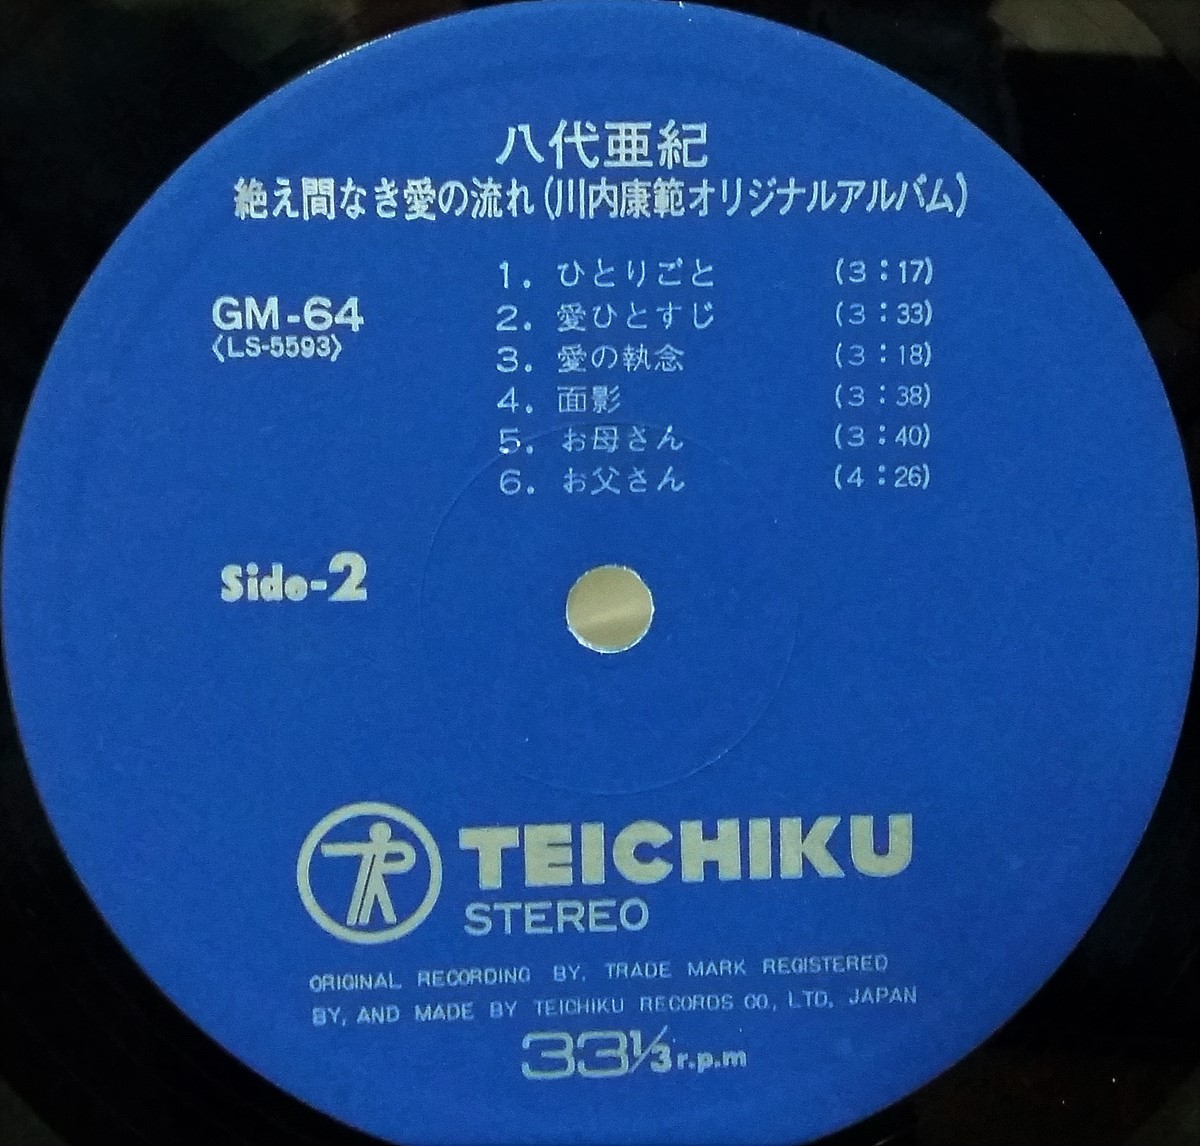 八代亜紀
絶え間なき愛の流れ(川内康範オリジナルアルバム)
GM-64
〈LS-5593〉
1. ひとりごと (3:17)
2. 愛ひとすじ (3:33)
3. 愛の執念 (3:18)
4. 面影 (3:38)
5. お母さん (3:40)
6. お父さん (4:26)
Side-2
TEICHIKU
STEREO
ORIGINAL RECORDING BY, TRADE MARK REGISTERED
BY, AND MADE BY TEICHIKU RECORDS CO., LTD. JAPAN
33 1/3 r.p.m